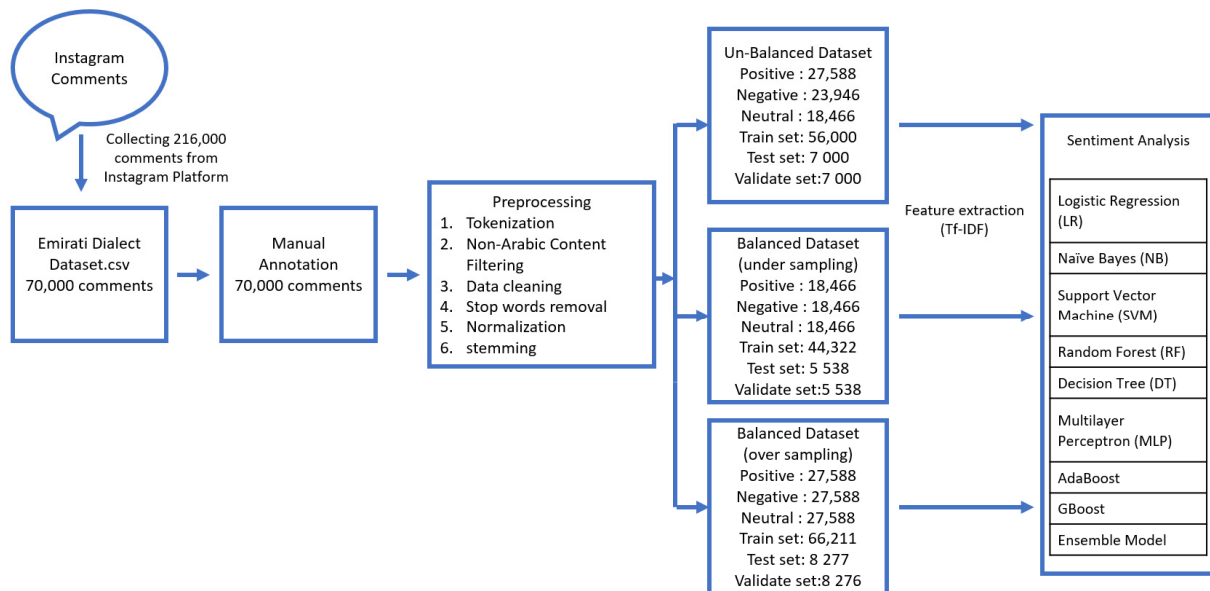 Instagram
Comments
Collecting 216,000
comments from
Instagram Platform
Emirati Dialect
Dataset.csv
70,000 comments
Manual
Annotation
70,000 comments
Preprocessing
1. Tokenization
2. Non-Arabic Content
Filtering
3. Data cleaning
4. Stop words removal
5. Normalization
6. stemming
Un-Balanced Dataset
Positive : 27,588
Negative : 23,946
Neutral : 18,466
Train set: 56,000
Test set: 7 000
Validate set:7 000
Balanced Dataset
(under sampling)
Positive : 18,466
Negative : 18,466
Neutral : 18,466
Train set: 44,322
Test set: 5 538
Validate set:5 538
Balanced Dataset
(over sampling)
Positive : 27,588
Negative : 27,588
Neutral : 27,588
Train set: 66,211
Test set: 8 277
Validate set:8 276
Feature extraction
(Tf-IDF)
Sentiment Analysis
Logistic Regression
(LR)
Naïve Bayes (NB)
Support Vector
Machine (SVM)
Random Forest (RF)
Decision Tree (DT)
Multilayer
Perceptron (MLP)
AdaBoost
GBoost
Ensemble Model